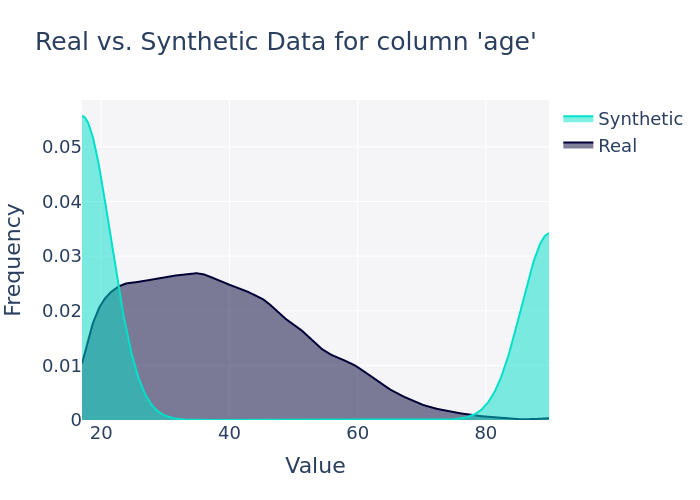 Real vs. Synthetic Data for column 'age'
Synthetic
Real
Frequency
0.05
0.04
0.03
0.02
0.01
0
20
40
60
80
Value